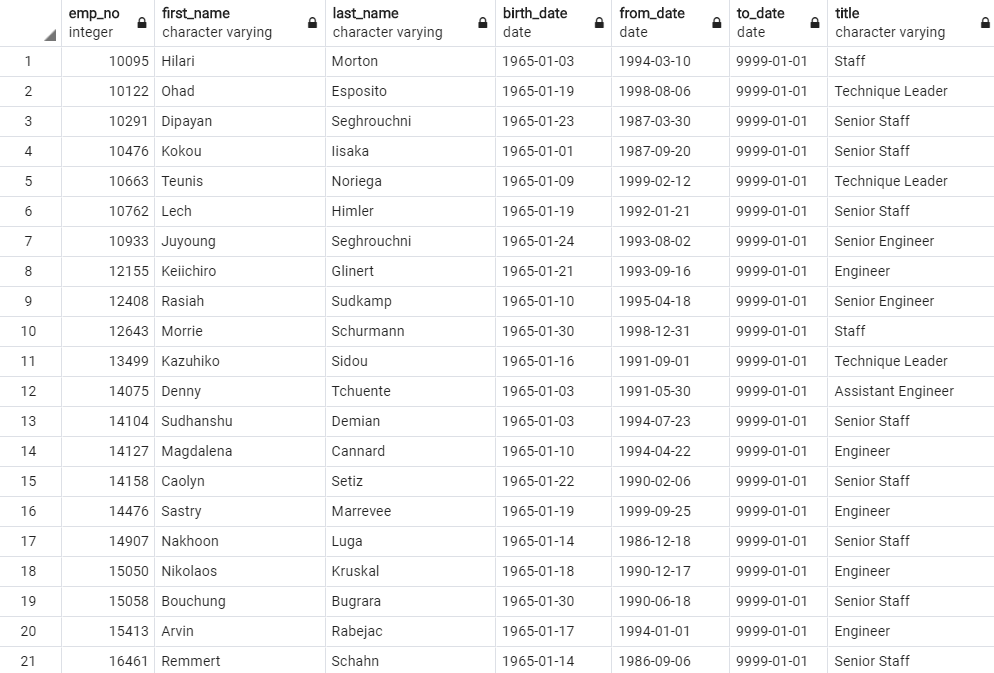 emp_no first_name last_name birth_date from_date to_date title
integer character varying character varying date date date character varying
1 10095 Hilari Morton 1965-01-03 1994-03-10 9999-01-01 Staff
2 10122 Ohad Esposito 1965-01-19 1998-08-06 9999-01-01 Technique Leader
3 10291 Dipayan Seghrouchni 1965-01-23 1987-03-30 9999-01-01 Senior Staff
4 10476 Kokou Iisaka 1965-01-01 1987-09-20 9999-01-01 Senior Staff
5 10663 Teunis Noriega 1965-01-09 1999-02-12 9999-01-01 Technique Leader
6 10762 Lech Himler 1965-01-19 1992-01-21 9999-01-01 Senior Staff
7 10933 Juyoung Seghrouchni 1965-01-24 1993-08-02 9999-01-01 Senior Engineer
8 12155 Keiichiro Glinert 1965-01-21 1993-09-16 9999-01-01 Engineer
9 12408 Rasiah Sudkamp 1965-01-10 1995-04-18 9999-01-01 Senior Engineer
10 12643 Morrie Schurmann 1965-01-30 1998-12-31 9999-01-01 Staff
11 13499 Kazuhiko Sidou 1965-01-16 1991-09-01 9999-01-01 Technique Leader
12 14075 Denny Tchuente 1965-01-03 1991-05-30 9999-01-01 Assistant Engineer
13 14104 Sudhanshu Demian 1965-01-03 1994-07-23 9999-01-01 Senior Staff
14 14127 Magdalena Cannard 1965-01-10 1994-04-22 9999-01-01 Engineer
15 14158 Caolyn Setiz 1965-01-22 1990-02-06 9999-01-01 Senior Staff
16 14476 Sastry Marrevee 1965-01-19 1999-09-25 9999-01-01 Engineer
17 14907 Nakhoon Luga 1965-01-14 1986-12-18 9999-01-01 Senior Staff
18 15050 Nikolaos Kruskal 1965-01-18 1990-12-17 9999-01-01 Engineer
19 15058 Bouchung Bugrara 1965-01-30 1990-06-18 9999-01-01 Senior Staff
20 15413 Arvin Rabejac 1965-01-17 1994-01-01 9999-01-01 Engineer
21 16461 Remmert Schahn 1965-01-14 1986-09-06 9999-01-01 Senior Staff